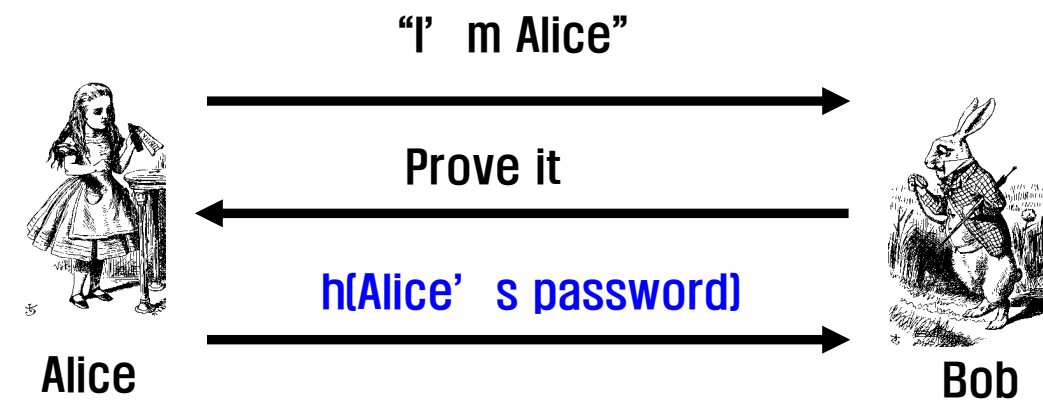 “I’ m Alice”
Prove it
h(Alice’ s password)
Alice
Bob